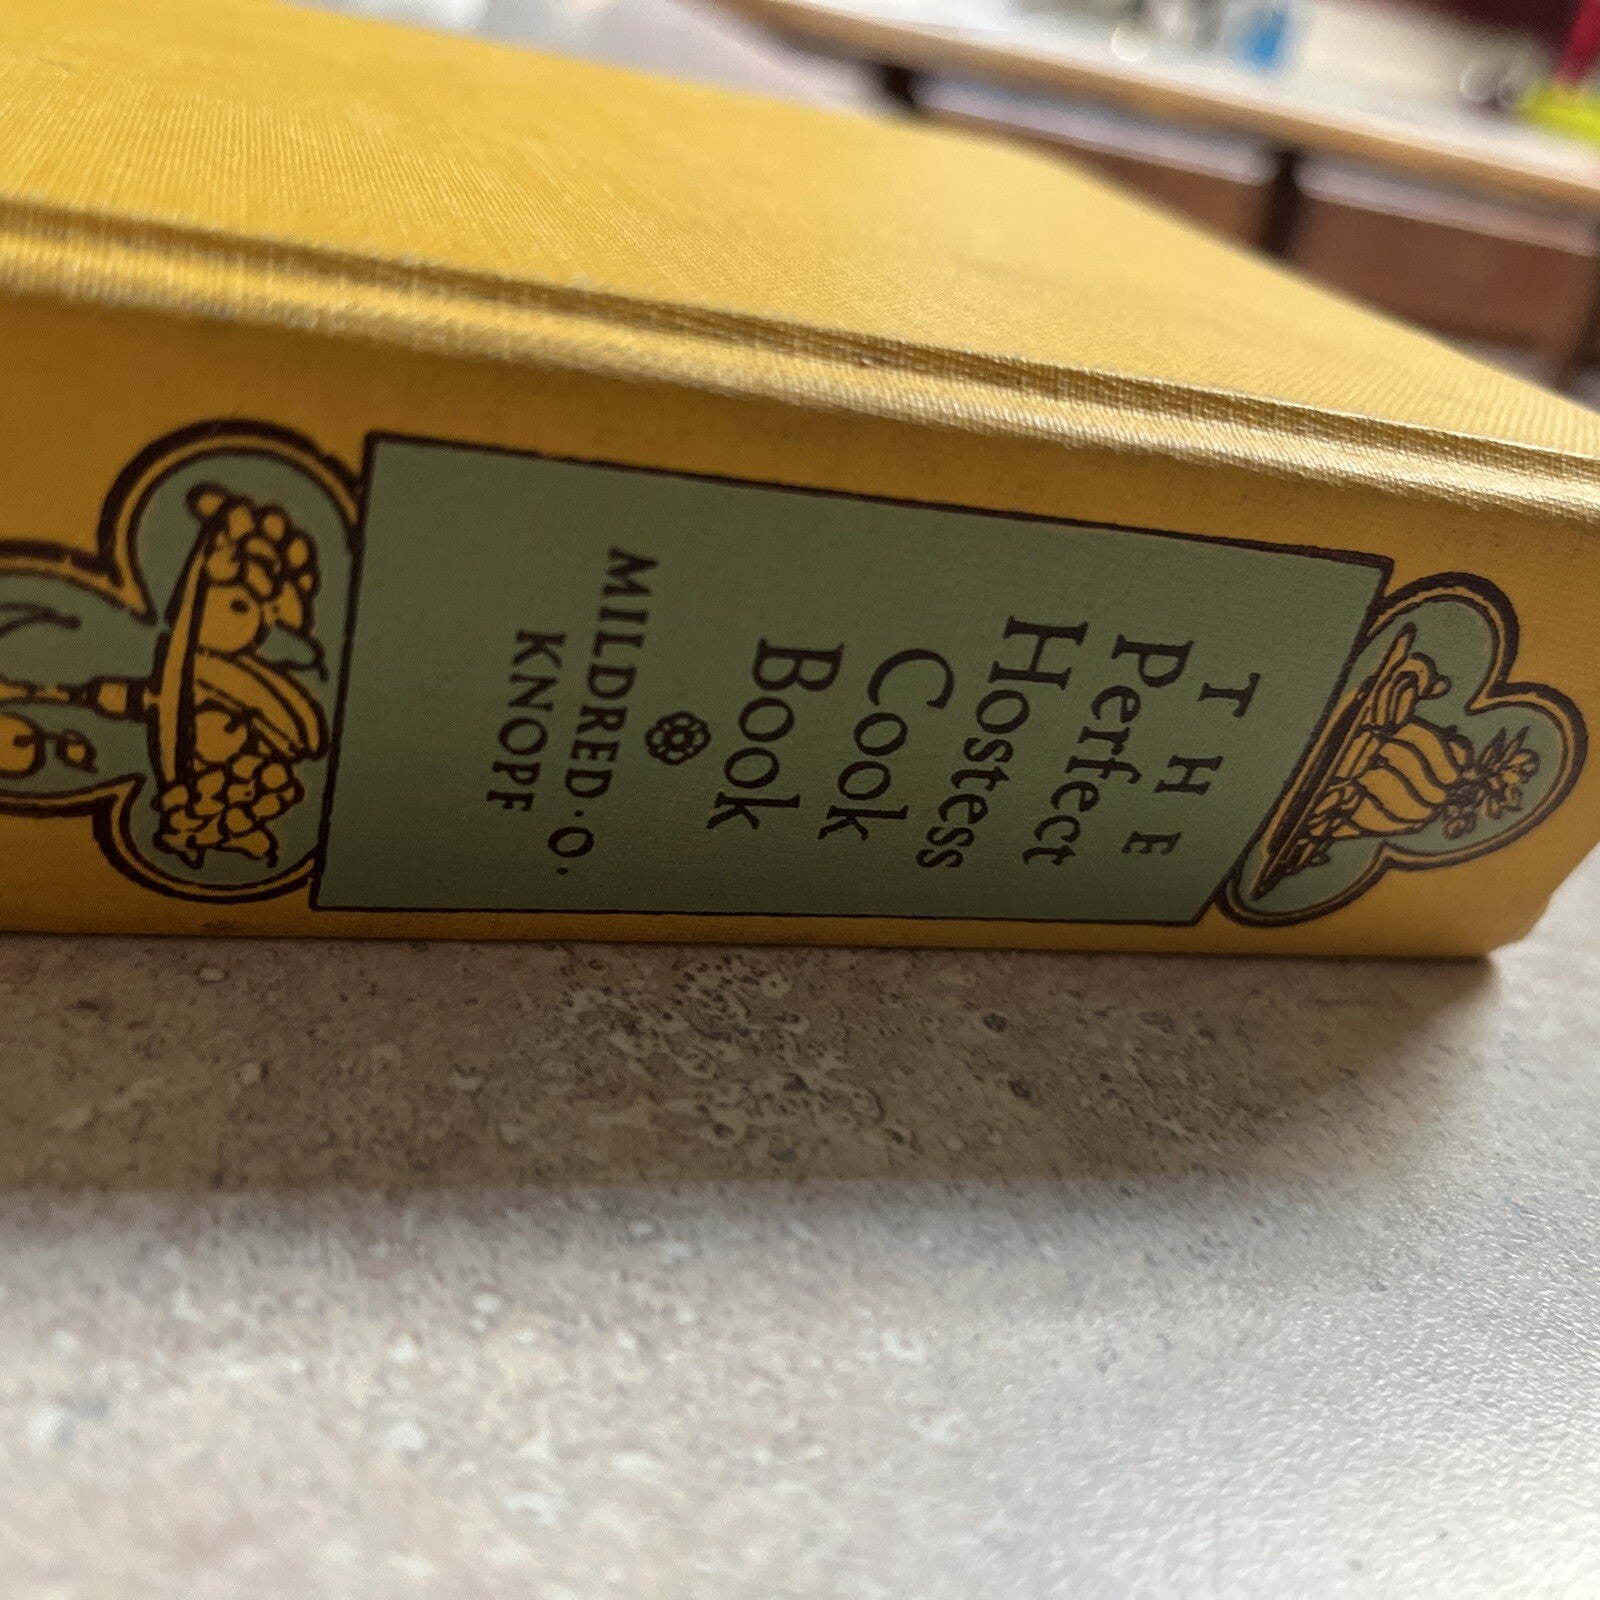 THE
Perfect
Hostess
Cook
Book
MILDRED·O·
KNOPF